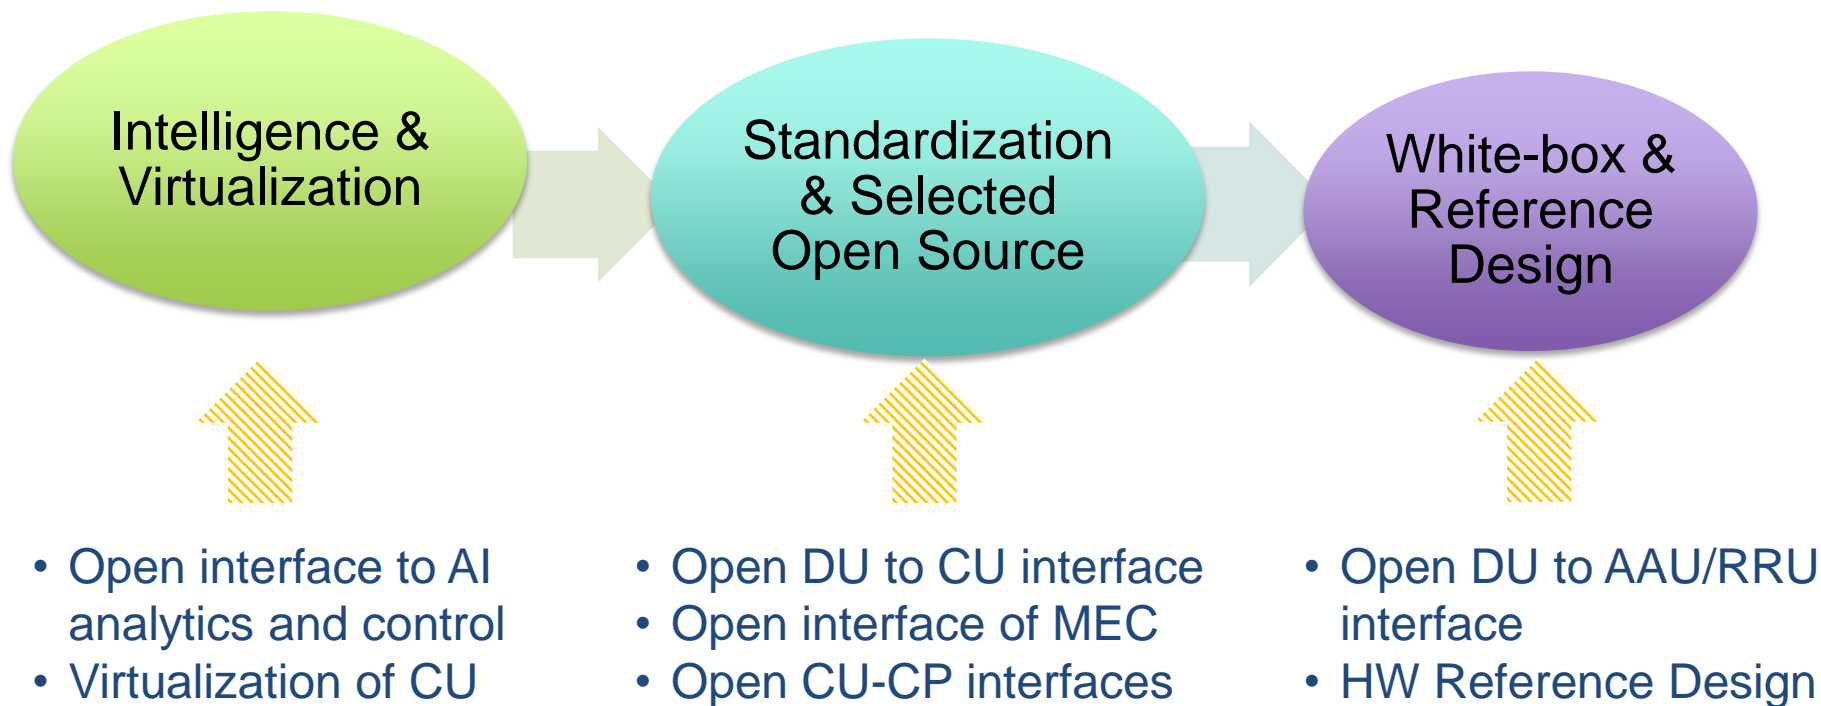 Intelligence &
Virtualization
Standardization
& Selected
Open Source
White-box &
Reference
Design
• Open interface to AI
analytics and control
• Virtualization of CU
• Open DU to CU interface
• Open interface of MEC
• Open CU-CP interfaces
• Open DU to AAU/RRU
interface
• HW Reference Design